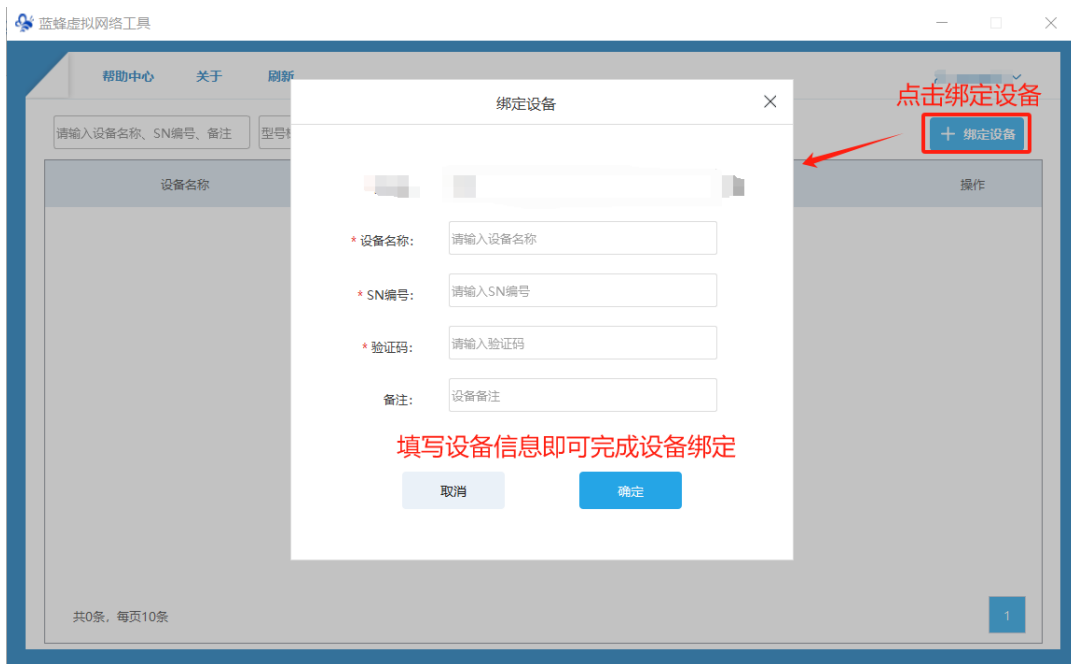 蓝蜂虚拟网络工具
帮助中心 关于 刷新
绑定设备
点击绑定设备
请输入设备名称、SN编号、备注 型号
+ 绑定设备
设备名称 操作
* 设备名称: 请输入设备名称
* SN编号: 请输入SN编号
* 验证码: 请输入验证码
备注: 设备备注
填写设备信息即可完成设备绑定
取消 确定
共0条，每页10条 1